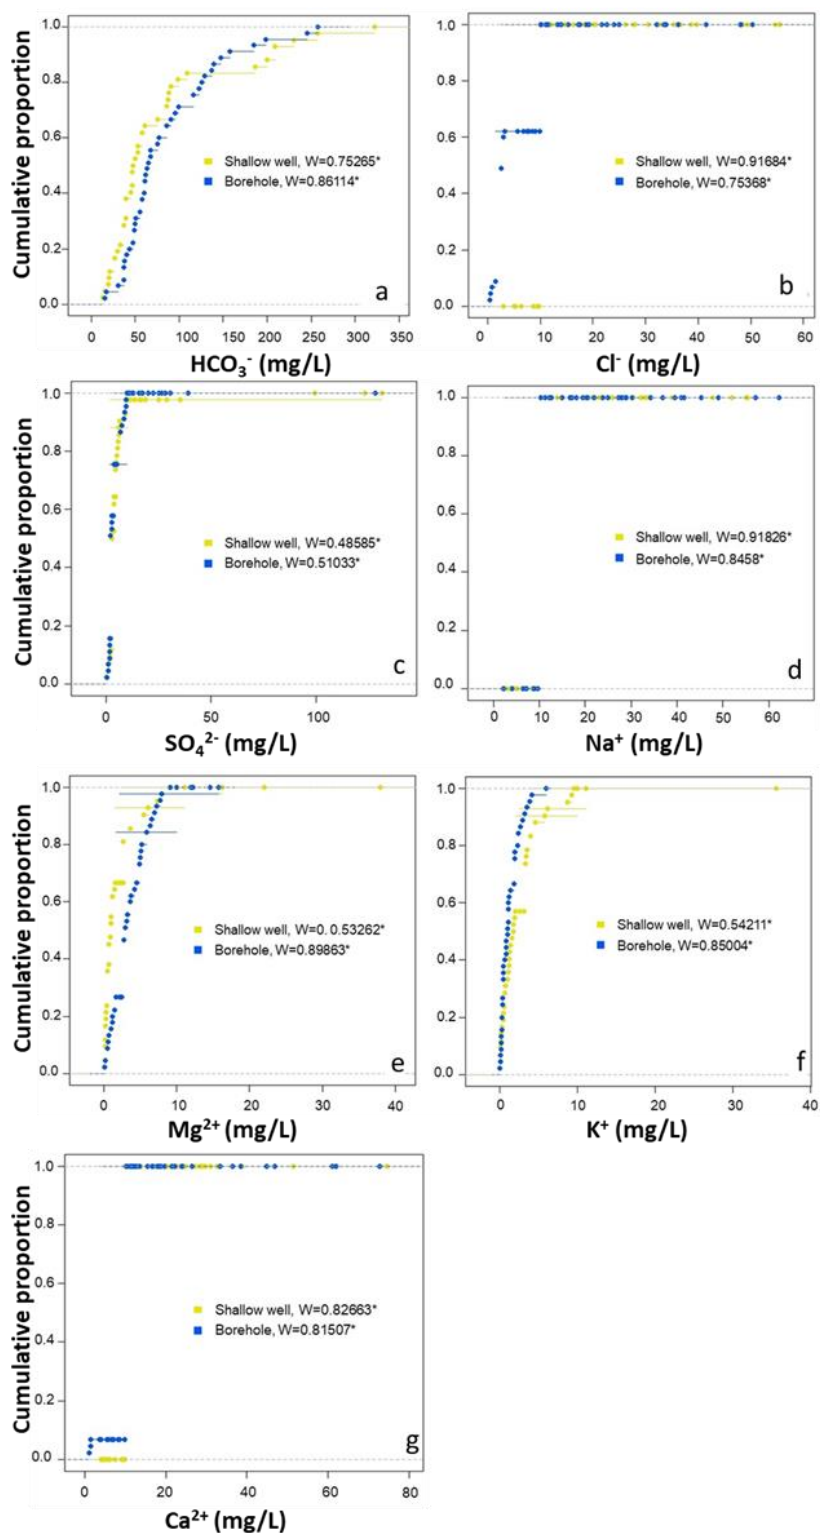 Cumulative proportion
1.0
0.8
0.6
0.4
0.2
0.0
Shallow well, W=0.75265*
Borehole, W=0.86114*
a
0 50 100 150 200 250 300 350
HCO₃⁻ (mg/L)
1.0
0.8
0.6
0.4
0.2
0.0
Shallow well, W=0.91684*
Borehole, W=0.75368*
b
0 10 20 30 40 50 60
Cl⁻ (mg/L)
Cumulative proportion
1.0
0.8
0.6
0.4
0.2
0.0
Shallow well, W=0.48585*
Borehole, W=0.51033*
c
0 50 100
SO₄²⁻ (mg/L)
1.0
0.8
0.6
0.4
0.2
0.0
Shallow well, W=0.91826*
Borehole, W=0.8458*
d
0 10 20 30 40 50 60
Na⁺ (mg/L)
Cumulative proportion
1.0
0.8
0.6
0.4
0.2
0.0
Shallow well, W=0. 0.53262*
Borehole, W=0.89863*
e
0 10 20 30 40
Mg²⁺ (mg/L)
1.0
0.8
0.6
0.4
0.2
0.0
Shallow well, W=0.54211*
Borehole, W=0.85004*
f
0 10 20 30 40
K⁺ (mg/L)
Cumulative proportion
1.0
0.8
0.6
0.4
0.2
0.0
Shallow well, W=0.82663*
Borehole, W=0.81507*
g
0 20 40 60 80
Ca²⁺ (mg/L)